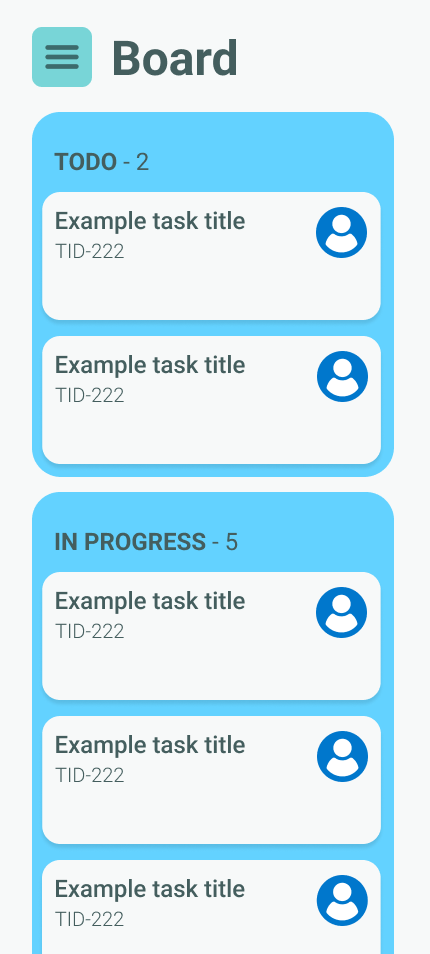 Board
TODO - 2
Example task title
TID-222
Example task title
TID-222
IN PROGRESS - 5
Example task title
TID-222
Example task title
TID-222
Example task title
TID-222